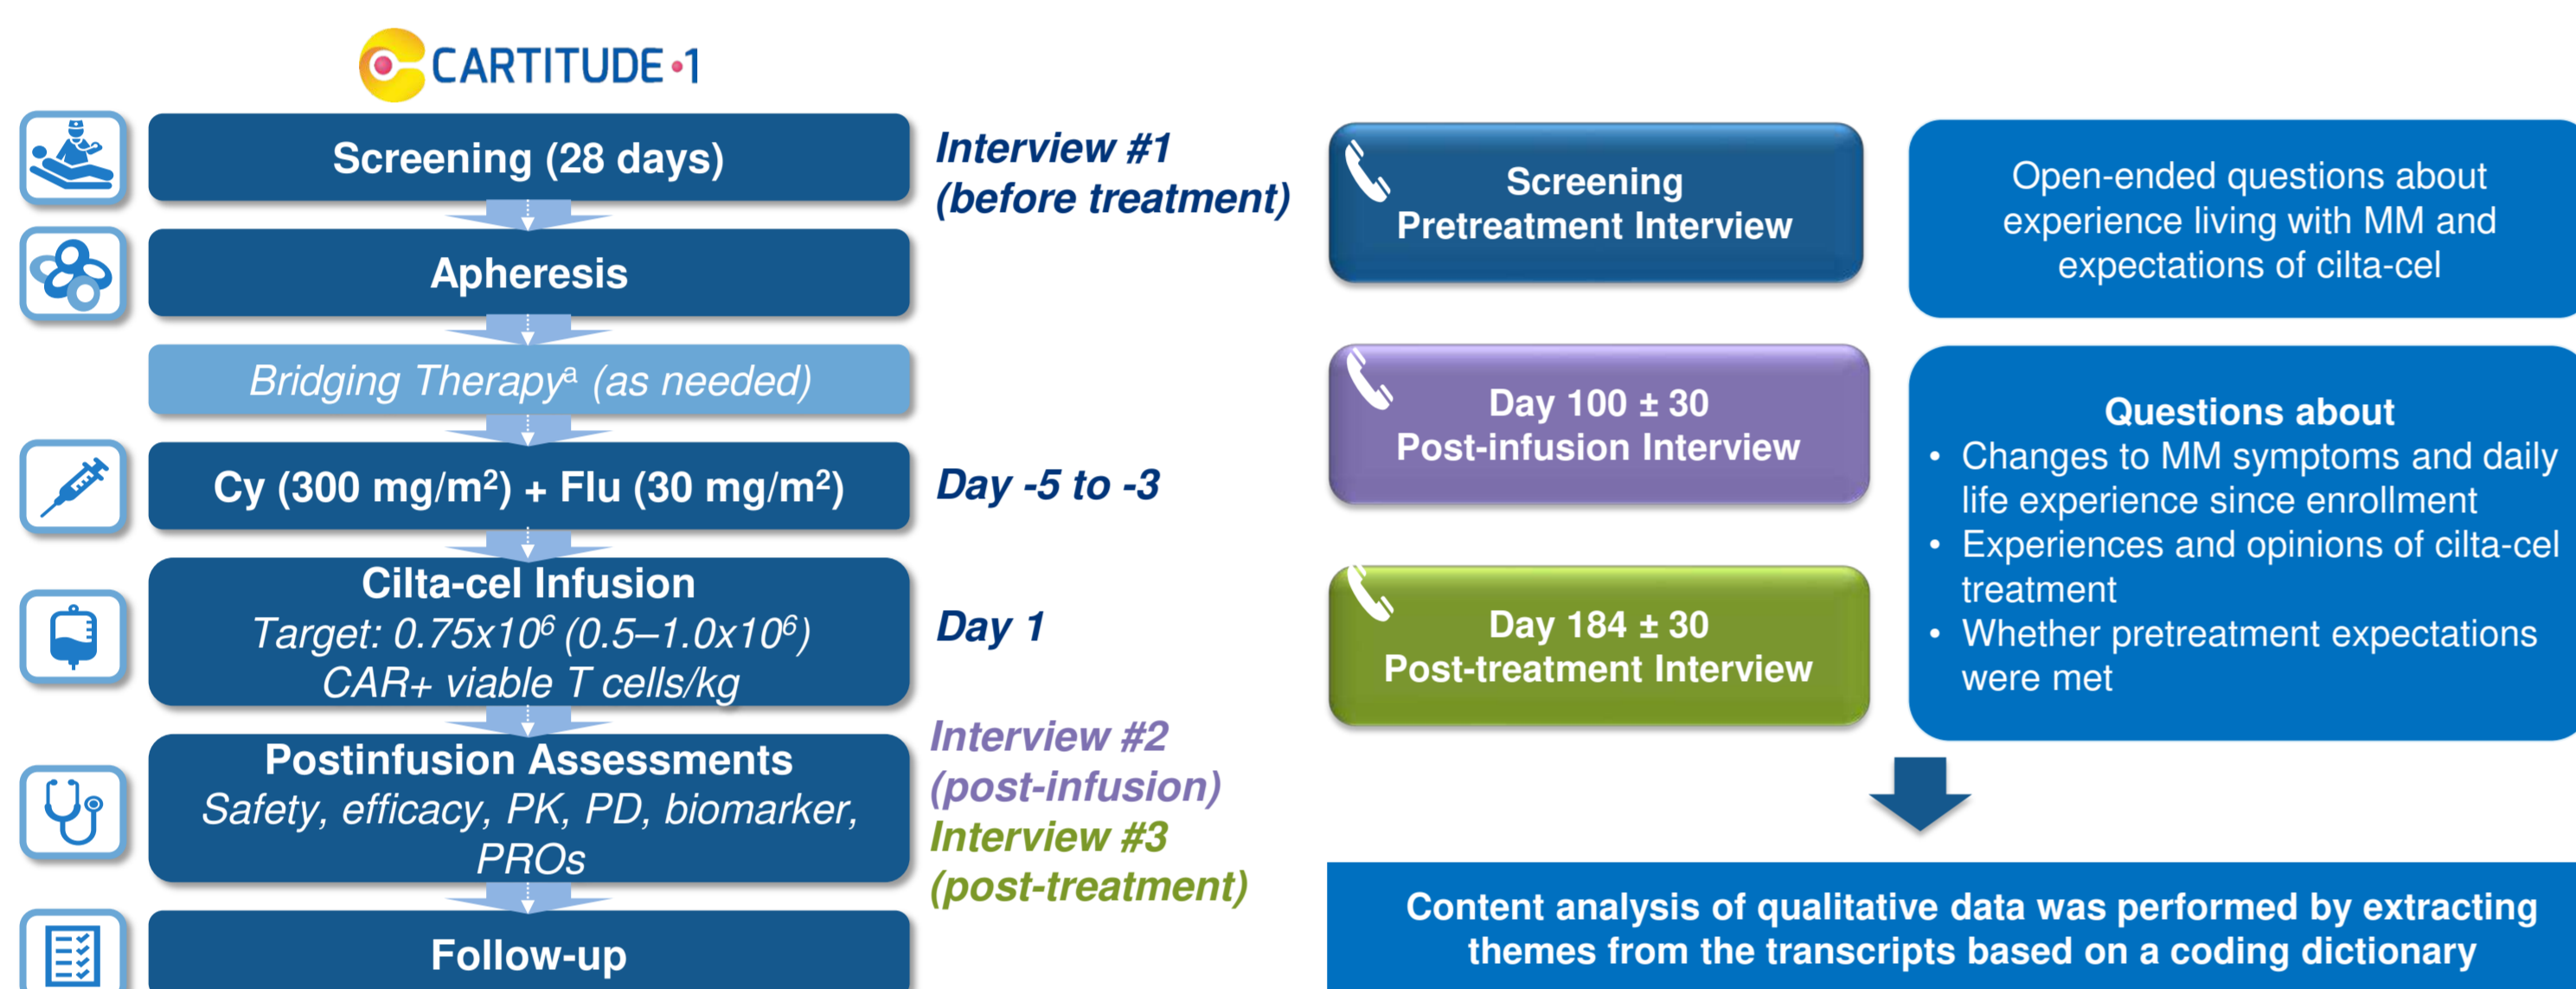 CARTITUDE•1
Screening (28 days)
Interview #1
(before treatment)
Apheresis
Bridging Therapyᵃ (as needed)
Cy (300 mg/m²) + Flu (30 mg/m²)
Day -5 to -3
Cilta-cel Infusion
Target: 0.75x10⁶ (0.5–1.0x10⁶)
CAR+ viable T cells/kg
Day 1
Postinfusion Assessments
Safety, efficacy, PK, PD, biomarker,
PROs
Interview #2
(post-infusion)
Interview #3
(post-treatment)
Follow-up
Screening
Pretreatment Interview
Open-ended questions about
experience living with MM and
expectations of cilta-cel
Day 100 ± 30
Post-infusion Interview
Day 184 ± 30
Post-treatment Interview
Questions about
• Changes to MM symptoms and daily
life experience since enrollment
• Experiences and opinions of cilta-cel
treatment
• Whether pretreatment expectations
were met
Content analysis of qualitative data was performed by extracting
themes from the transcripts based on a coding dictionary